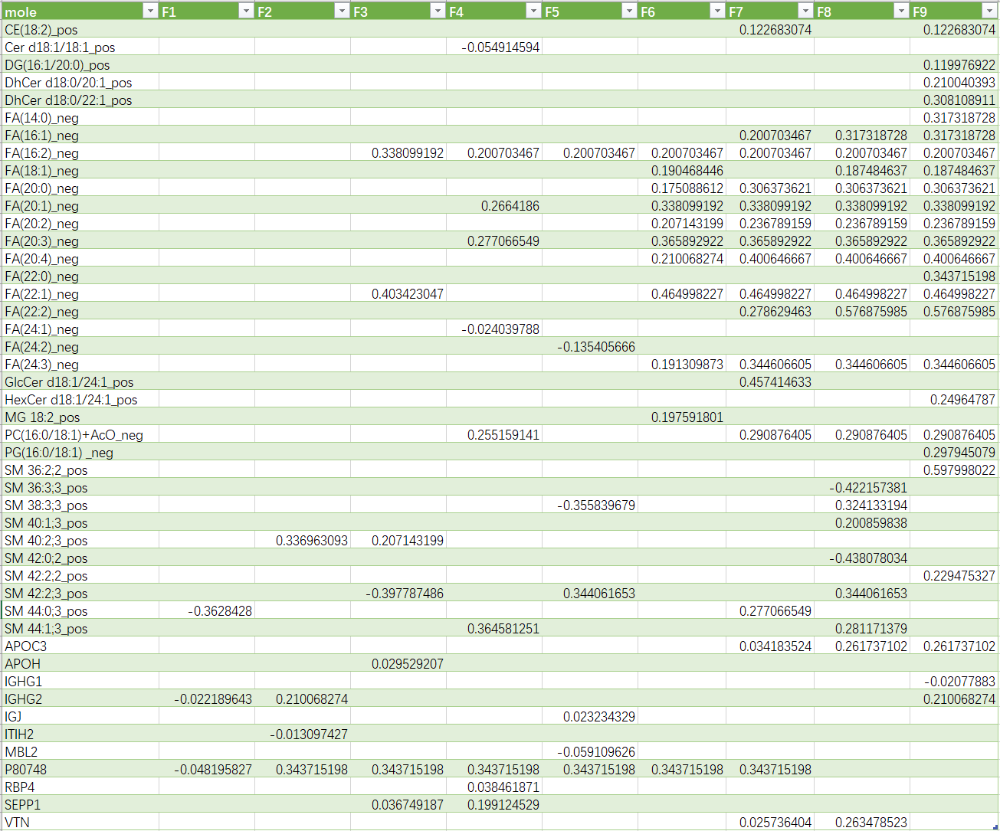 mole F1 F2 F3 F4 F5 F6 F7 F8 F9
CE(18:2)_pos 0.122683074 0.122683074
Cer d18:1/18:1_pos -0.054914594
DG(16:1/20:0)_pos 0.119976922
DhCer d18:0/20:1_pos 0.210040393
DhCer d18:0/22:1_pos 0.308108911
FA(14:0)_neg 0.317318728
FA(16:1)_neg 0.200703467 0.317318728 0.317318728
FA(16:2)_neg 0.338099192 0.200703467 0.200703467 0.200703467 0.200703467 0.200703467 0.200703467
FA(18:1)_neg 0.190468446 0.187484637 0.187484637
FA(20:0)_neg 0.175088612 0.306373621 0.306373621 0.306373621
FA(20:1)_neg 0.2664186 0.338099192 0.338099192 0.338099192 0.338099192
FA(20:2)_neg 0.207143199 0.236789159 0.236789159 0.236789159
FA(20:3)_neg 0.277066549 0.365892922 0.365892922 0.365892922 0.365892922
FA(20:4)_neg 0.210068274 0.400646667 0.400646667 0.400646667
FA(22:0)_neg 0.343715198
FA(22:1)_neg 0.403423047 0.464998227 0.464998227 0.464998227 0.464998227
FA(22:2)_neg 0.278629463 0.576875985 0.576875985
FA(24:1)_neg -0.024039788
FA(24:2)_neg -0.135405666
FA(24:3)_neg 0.191309873 0.344606605 0.344606605 0.344606605
GlcCer d18:1/24:1_pos 0.457414633
HexCer d18:1/24:1_pos 0.24964787
MG 18:2_pos 0.197591801
PC(16:0/18:1)+AcO_neg 0.255159141 0.290876405 0.290876405 0.290876405
PG(16:0/18:1) _neg 0.297945079
SM 36:2;2_pos 0.597998022
SM 36:3;3_pos -0.422157381
SM 38:3;3_pos -0.355839679 0.324133194
SM 40:1;3_pos 0.200859838
SM 40:2;3_pos 0.336963093 0.207143199
SM 42:0;2_pos -0.438078034
SM 42:2;2_pos 0.229475327
SM 42:2;3_pos -0.397787486 0.344061653 0.344061653
SM 44:0;3_pos -0.3628428 0.277066549
SM 44:1;3_pos 0.364581251 0.281171379
APOC3 0.034183524 0.261737102 0.261737102
APOH 0.029529207
IGHG1 -0.02077883
IGHG2 -0.022189643 0.210068274 0.210068274
IGJ 0.023234329
ITIH2 -0.013097427
MBL2 -0.059109626
P80748 -0.048195827 0.343715198 0.343715198 0.343715198 0.343715198 0.343715198 0.343715198
RBP4 0.038461871
SEPP1 0.036749187 0.199124529
VTN 0.025736404 0.263478523